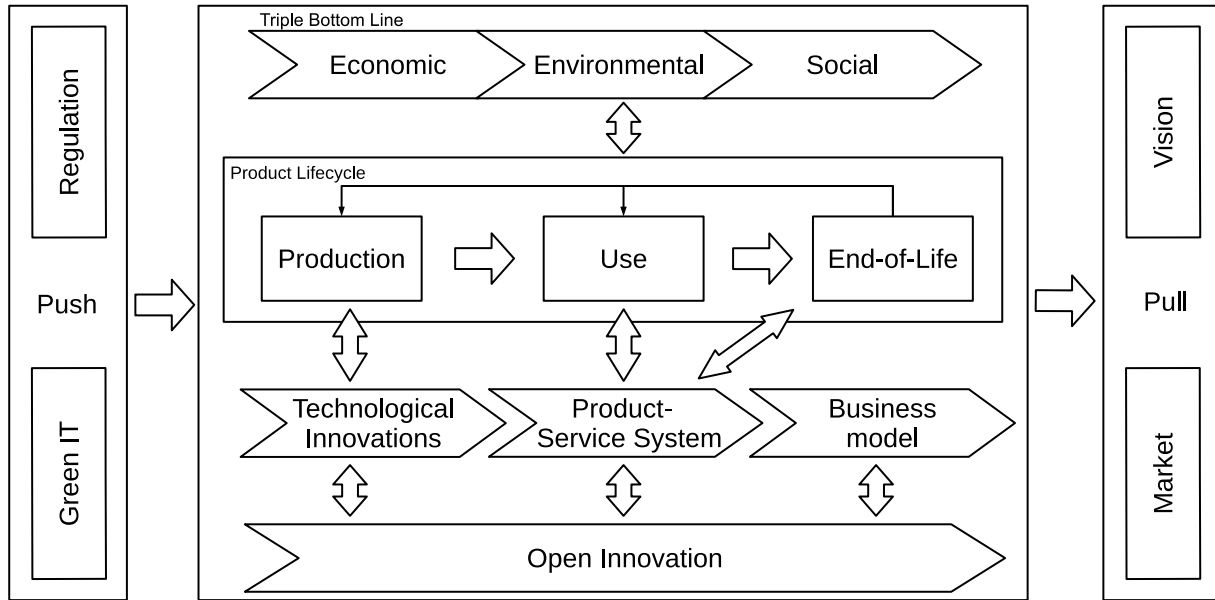 Regulation
Push
Green IT
Triple Bottom Line
Economic
Environmental
Social
Product Lifecycle
Production
Use
End-of-Life
Technological
Innovations
Product-
Service System
Business
model
Open Innovation
Vision
Pull
Market